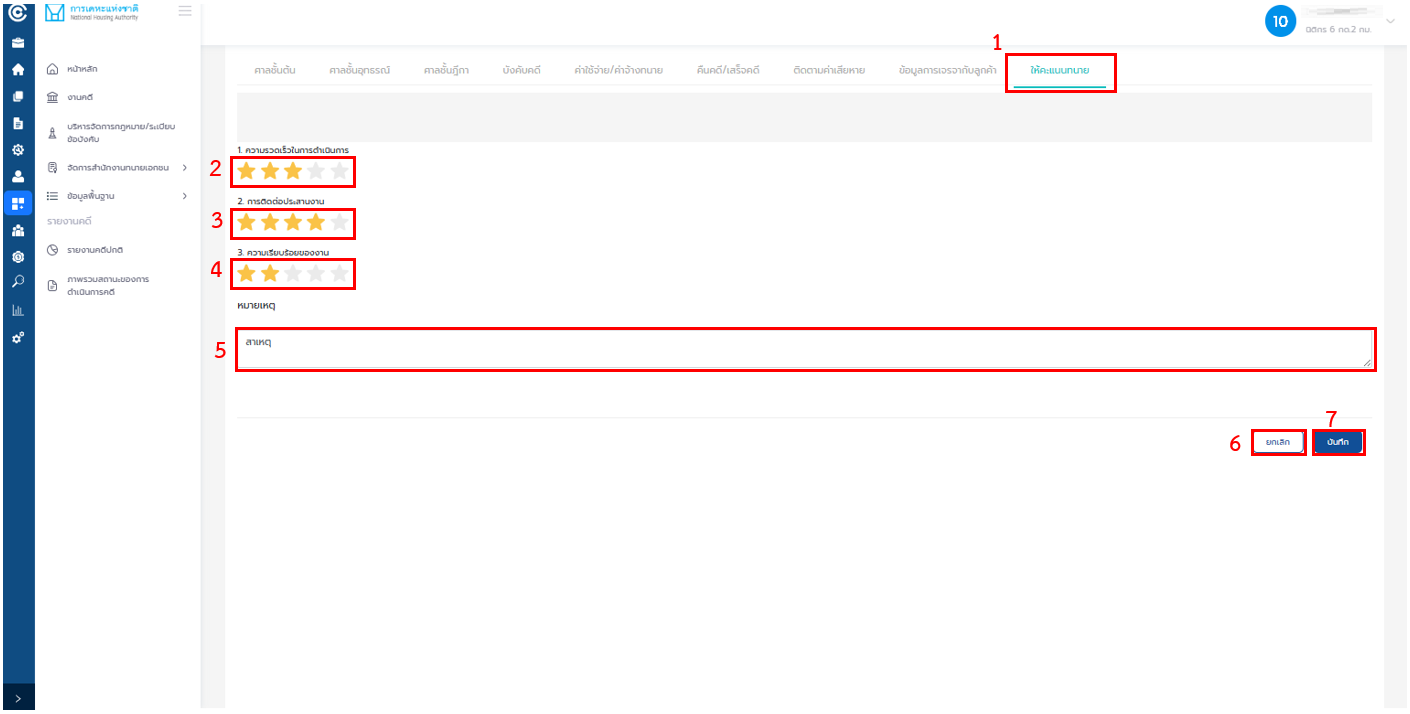 การเคหะแห่งชาติ
National Housing Authority
10
นิติกร 6 กด.2 กม.
หน้าหลัก
งานคดี
บริหารจัดการกฎหมาย/ระเบียบ
ข้อบังคับ
จัดการสำนักงานทนายเอกชน
ข้อมูลพื้นฐาน
รายงานคดี
รายงานคดีปกติ
ภาพรวมสถานะของการ
ดำเนินการคดี
1
ศาลชั้นต้น ศาลชั้นอุทธรณ์ ศาลชั้นฎีกา บังคับคดี ค่าใช้จ่าย/ค่าจ้างทนาย คืนคดี/เสร็จคดี ติดตามค่าเสียหาย ข้อมูลการเจรจากับลูกค้า ให้คะแนนทนาย
1. ความรวดเร็วในการดำเนินการ
2
2. การติดต่อประสานงาน
3
3. ความเรียบร้อยของงาน
4
หมายเหตุ
5 สาเหตุ
7
6 ยกเลิก บันทึก